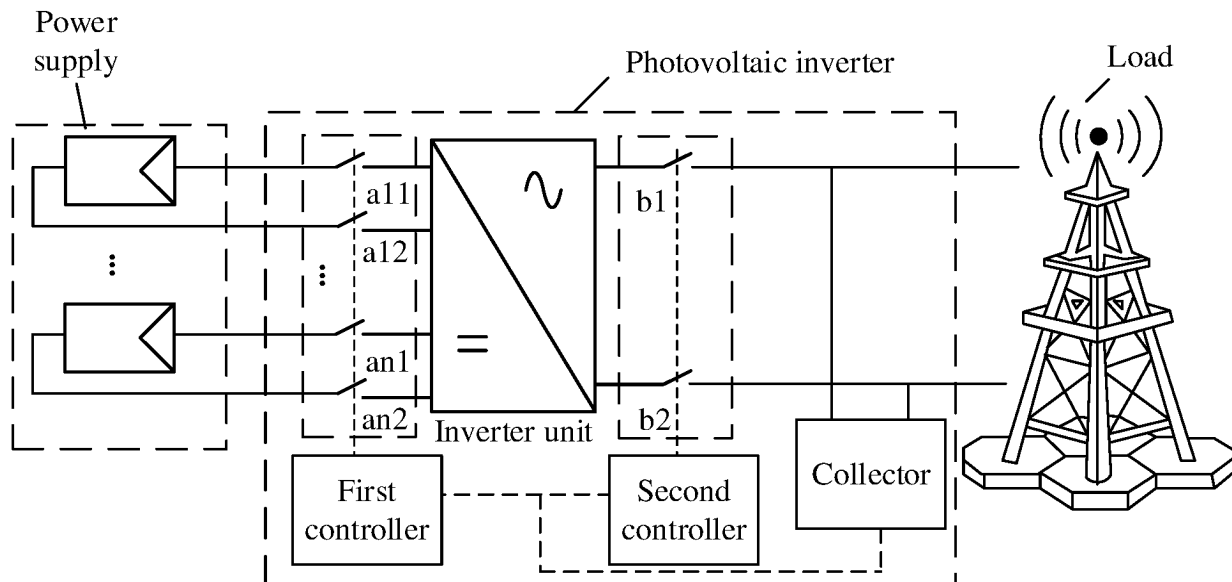 Power
supply
Photovoltaic inverter
Load
a11
a12
an1
an2
b1
b2
Inverter unit
First
controller
Second
controller
Collector